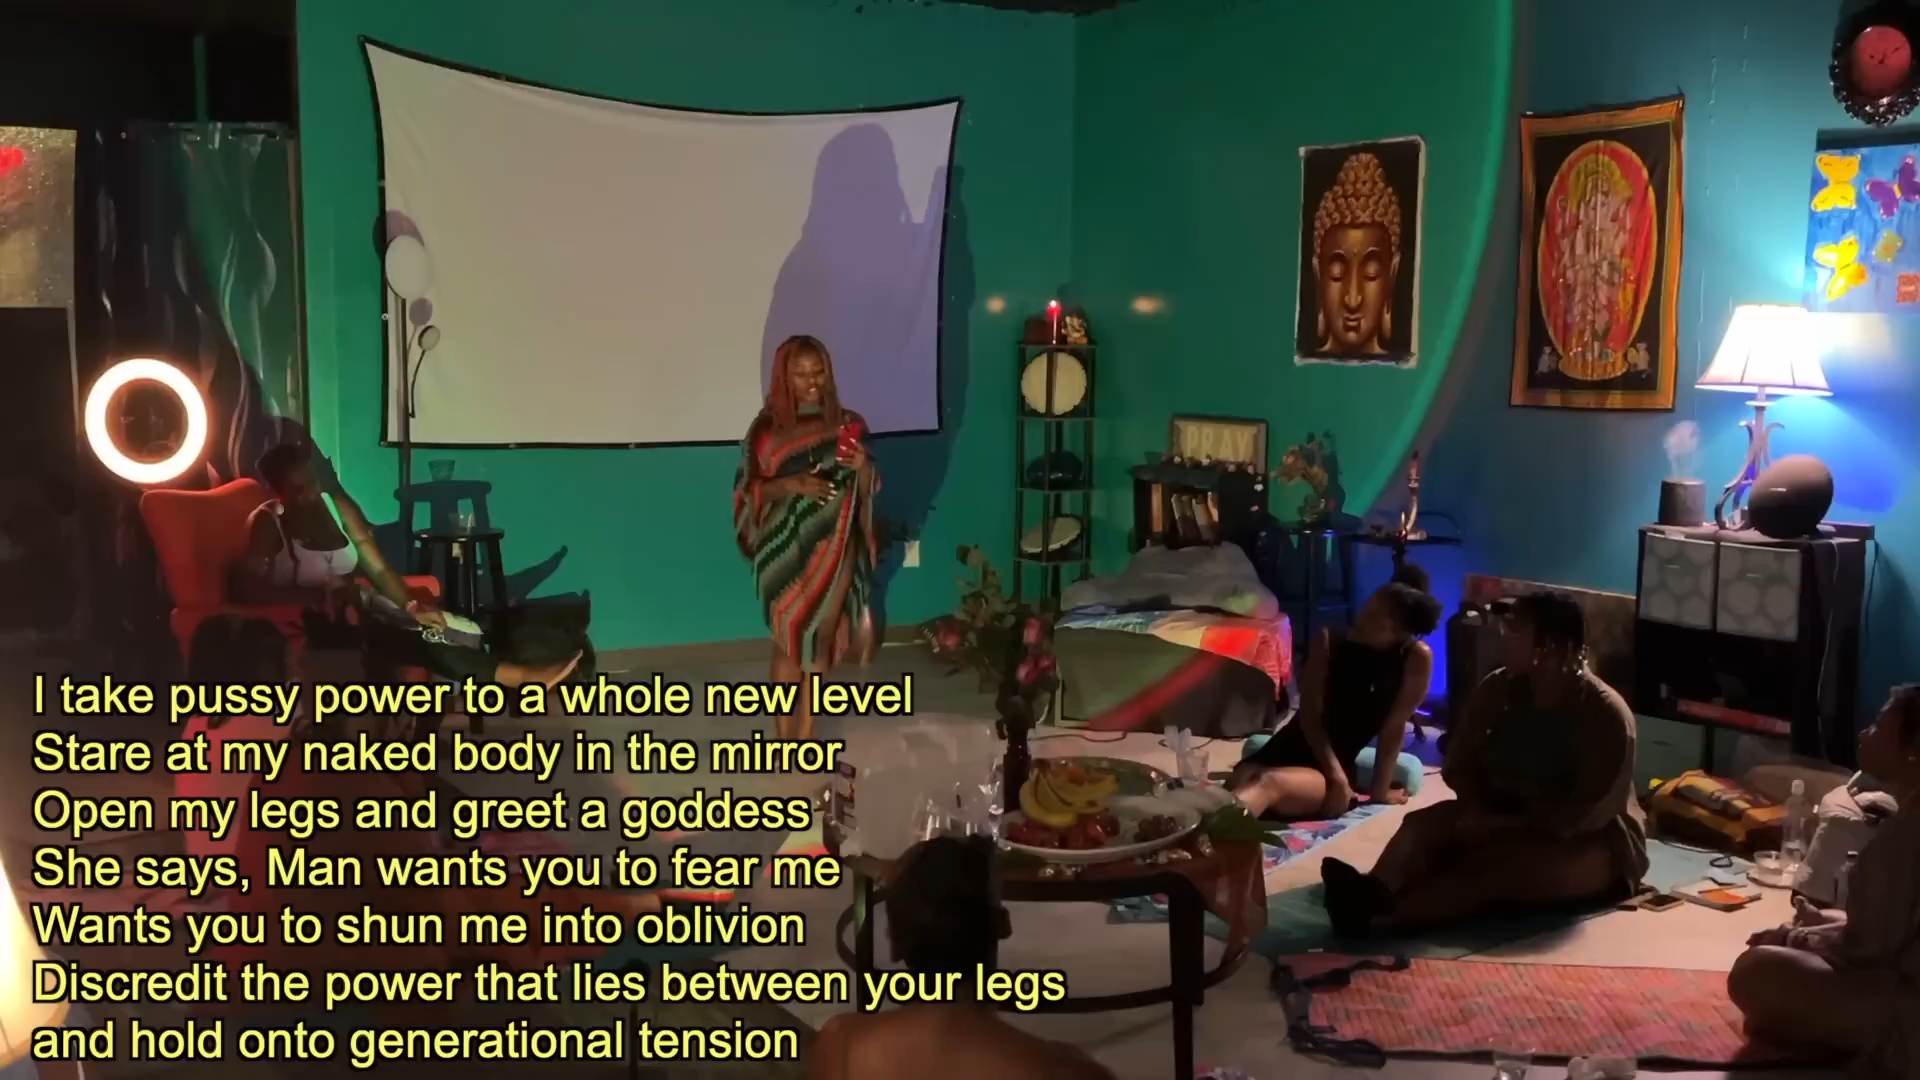 PRAY
I take pussy power to a whole new level
Stare at my naked body in the mirror
Open my legs and greet a goddess
She says, Man wants you to fear me
Wants you to shun me into oblivion
Discredit the power that lies between your legs
and hold onto generational tension